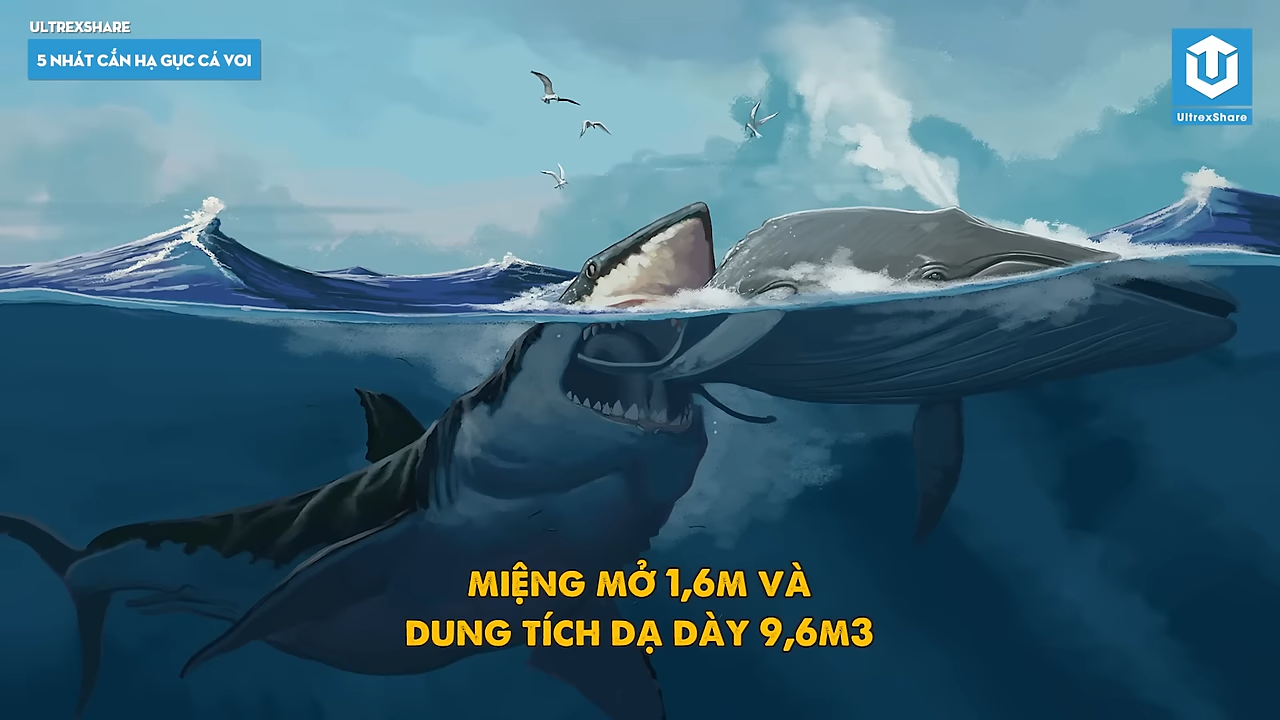 ULTREXSHARE
5 NHÁT CẮN HẠ GỤC CÁ VOI
UltrexShare
MIỆNG MỞ 1,6M VÀ
DUNG TÍCH DẠ DÀY 9,6M3